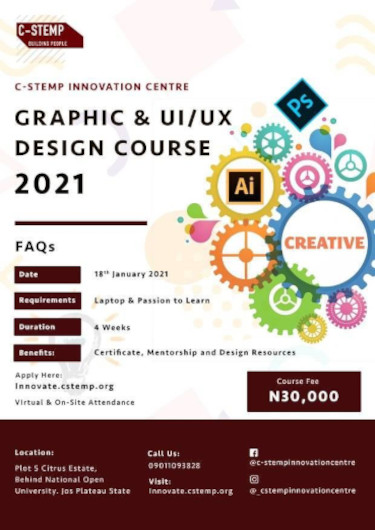 C-STEMP
BUILDING PEOPLE
C-STEMP INNOVATION CENTRE
GRAPHIC & UI/UX
DESIGN COURSE
2021
Ps
Ai
CREATIVE
FAQs
Date 18th January 2021
Requirements Laptop & Passion to Learn
Duration 4 Weeks
Benefits: Certificate, Mentorship and Design Resources
Apply Here:
Innovate.cstemp.org
Virtual & On-Site Attendance
Course Fee
N30,000
Location:
Plot 5 Citrus Estate,
Behind National Open
University, Jos Plateau State
Call Us:
09011093828
Visit:
Innovate.cstemp.org
@c-stempinnovationcentre
@_cstempinnovationcentre